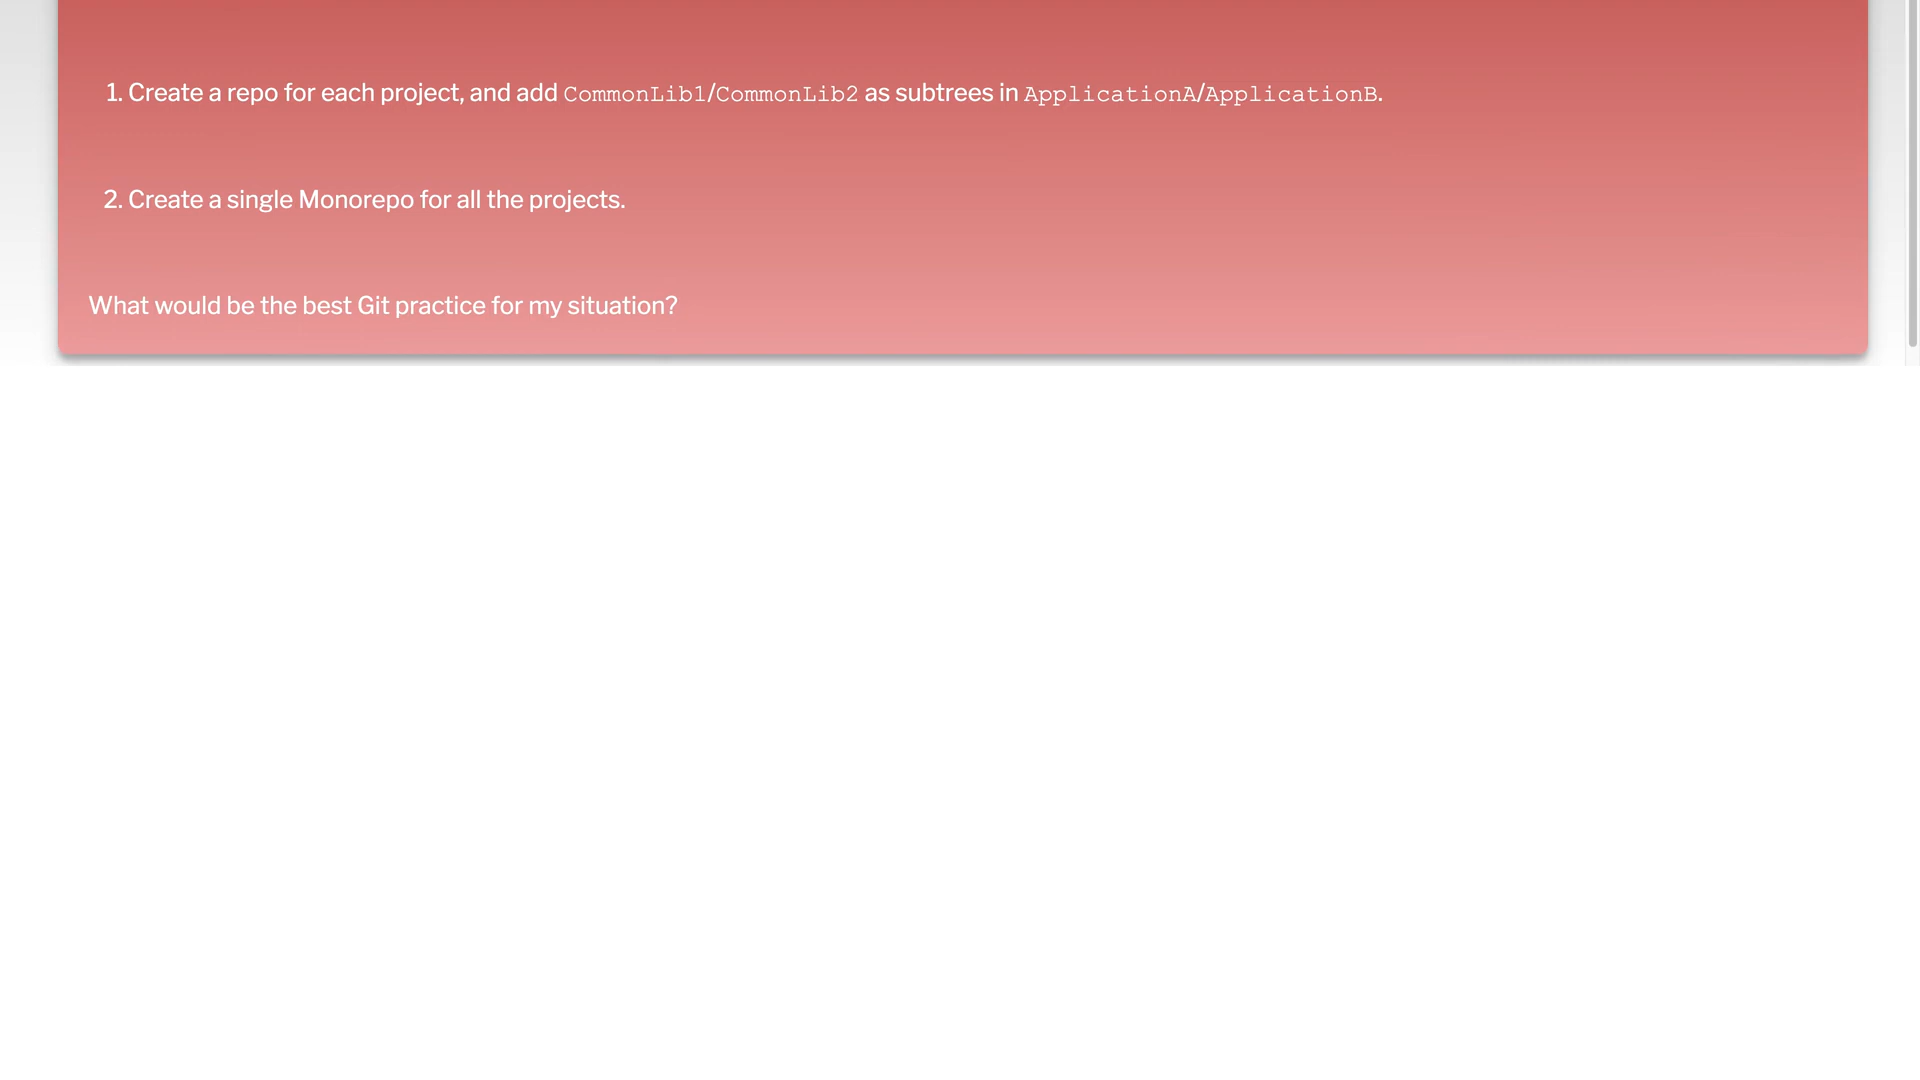 1. Create a repo for each project, and add CommonLib1/CommonLib2 as subtrees in ApplicationA/ApplicationB.
2. Create a single Monorepo for all the projects.
What would be the best Git practice for my situation?